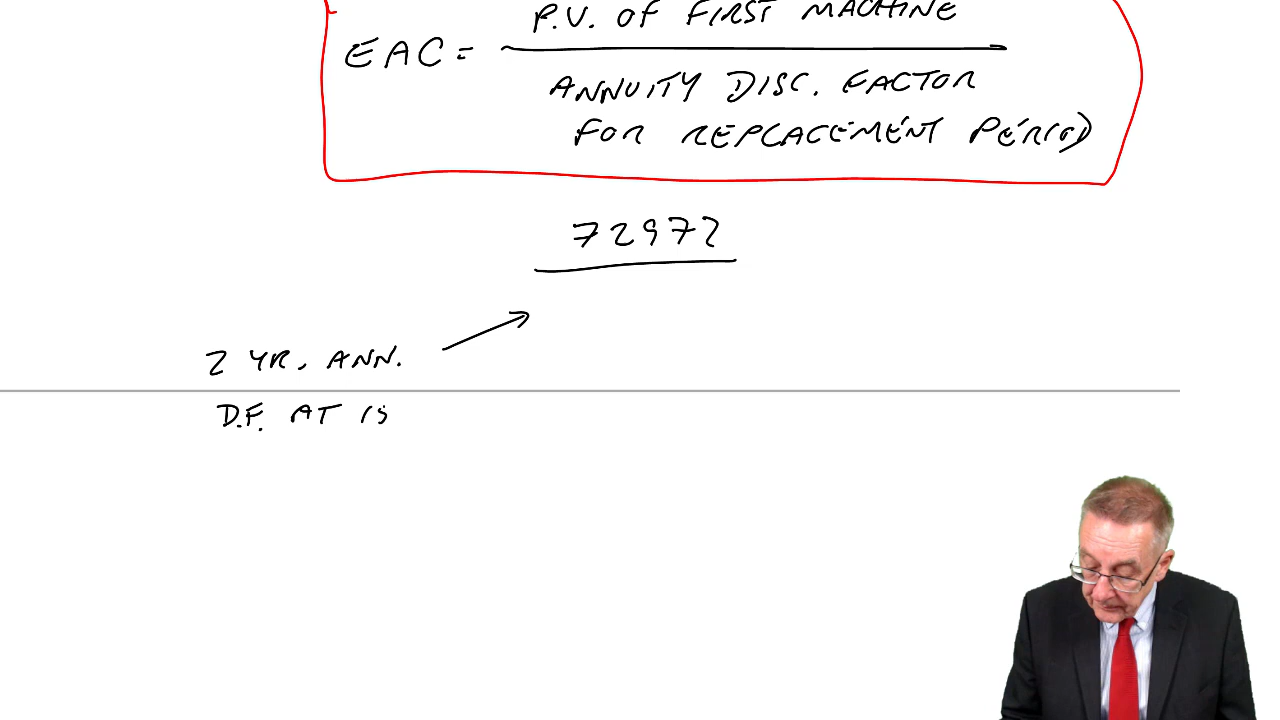 P.V. OF FIRST MACHINE
EAC =
ANNUITY DISC. FACTOR
FOR REPLACEMENT PERIOD
72972
2 YR. ANN.
D.F. AT 15